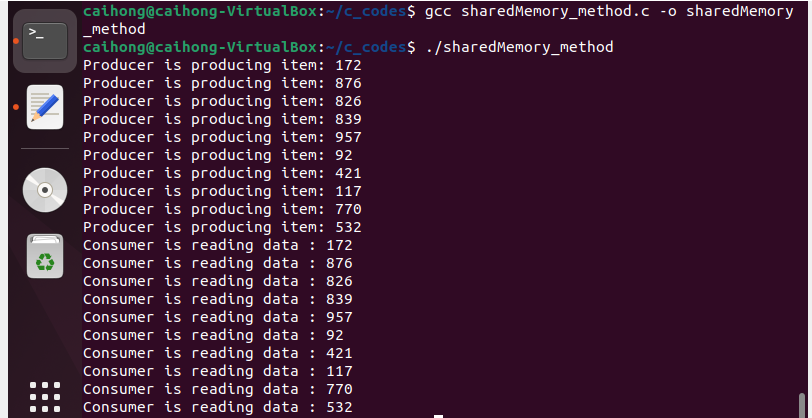 caihong@caihong-VirtualBox:~/c_codes$ gcc sharedMemory_method.c -o sharedMemory
_method
caihong@caihong-VirtualBox:~/c_codes$ ./sharedMemory_method
Producer is producing item: 172
Producer is producing item: 876
Producer is producing item: 826
Producer is producing item: 839
Producer is producing item: 957
Producer is producing item: 92
Producer is producing item: 421
Producer is producing item: 117
Producer is producing item: 770
Producer is producing item: 532
Consumer is reading data : 172
Consumer is reading data : 876
Consumer is reading data : 826
Consumer is reading data : 839
Consumer is reading data : 957
Consumer is reading data : 92
Consumer is reading data : 421
Consumer is reading data : 117
Consumer is reading data : 770
Consumer is reading data : 532